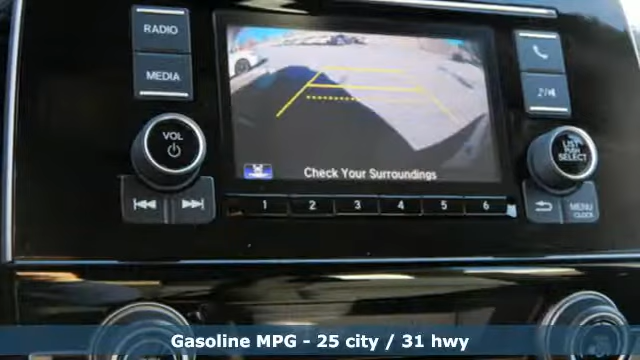 RADIO
MEDIA
VOL
Check Your Surroundings
1 2 3 4 5 6
LIST
PUSH
SELECT
MENU
CLOCK
Gasoline MPG - 25 city / 31 hwy